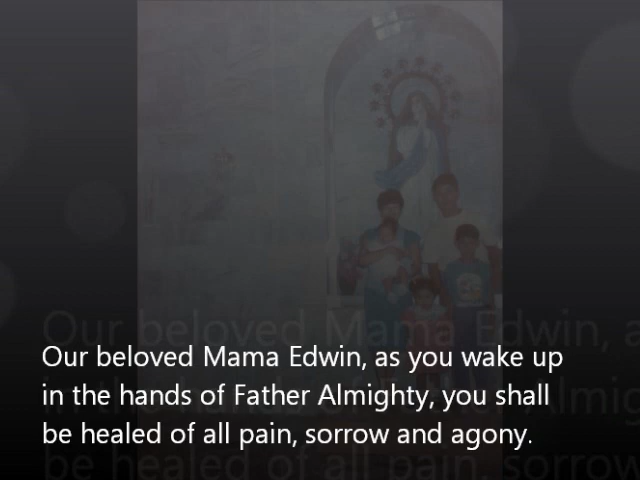 Our beloved Mama Edwin, as you wake up
in the hands of Father Almighty, you shall
be healed of all pain, sorrow and agony.